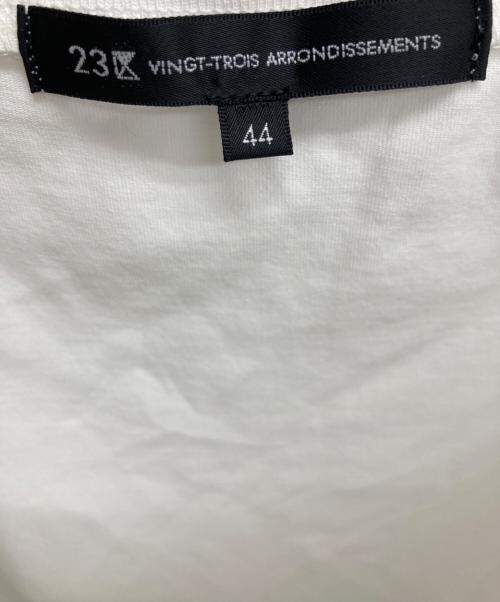 23区 VINGT-TROIS ARRONDISSEMENTS
44